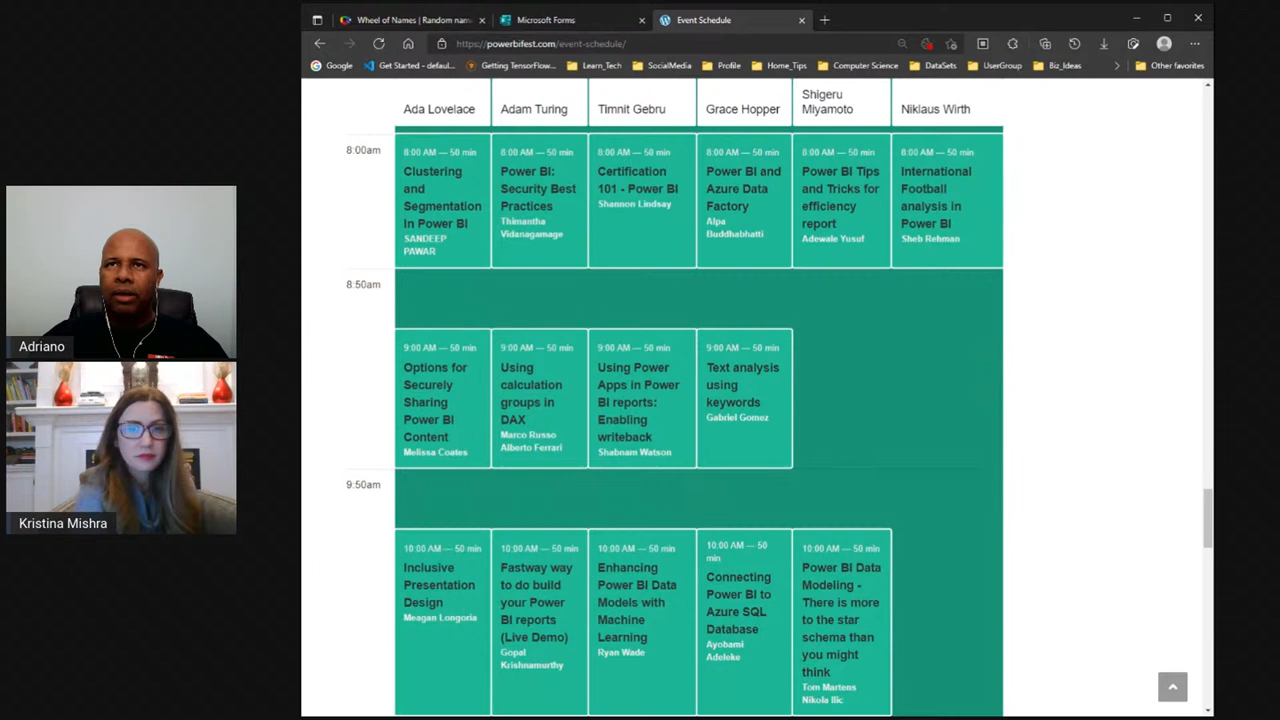 Wheel of Names | Random nam
Microsoft Forms
Event Schedule
https://powerbifest.com/event-schedule/
Google
Get Started - defaul...
Getting TensorFlow...
Learn_Tech
SocialMedia
Profile
Home_Tips
Computer Science
DataSets
UserGroup
Biz_Ideas
Other favorites
Ada Lovelace
Adam Turing
Timnit Gebru
Grace Hopper
Shigeru
Miyamoto
Niklaus Wirth
8:00am
8:00 AM — 50 min
Clustering
and
Segmentation
in Power BI
SANDEEP
PAWAR
8:00 AM — 50 min
Power BI:
Security Best
Practices
Thimantha
Vidanagamage
8:00 AM — 50 min
Certification
101 - Power BI
Shannon Lindsay
8:00 AM — 50 min
Power BI and
Azure Data
Factory
Alpa
Buddhabhatti
8:00 AM — 50 min
Power BI Tips
and Tricks for
efficiency
report
Adewale Yusuf
8:00 AM — 50 min
International
Football
analysis in
Power BI
Sheb Rehman
8:50am
9:00 AM — 50 min
Options for
Securely
Sharing
Power BI
Content
Melissa Coates
9:00 AM — 50 min
Using
calculation
groups in
DAX
Marco Russo
Alberto Ferrari
9:00 AM — 50 min
Using Power
Apps in Power
BI reports:
Enabling
writeback
Shabnam Watson
9:00 AM — 50 min
Text analysis
using
keywords
Gabriel Gomez
9:50am
10:00 AM — 50 min
Inclusive
Presentation
Design
Meagan Longoria
10:00 AM — 50 min
Fastway way
to do build
your Power
BI reports
(Live Demo)
Gopal
Krishnamurthy
10:00 AM — 50 min
Enhancing
Power BI Data
Models with
Machine
Learning
Ryan Wade
10:00 AM — 50
min
Connecting
Power BI to
Azure SQL
Database
Ayobami
Adeleke
10:00 AM — 50 min
Power BI Data
Modeling -
There is more
to the star
schema than
you might
think
Tom Martens
Nikola Ilic
Adriano
Kristina Mishra